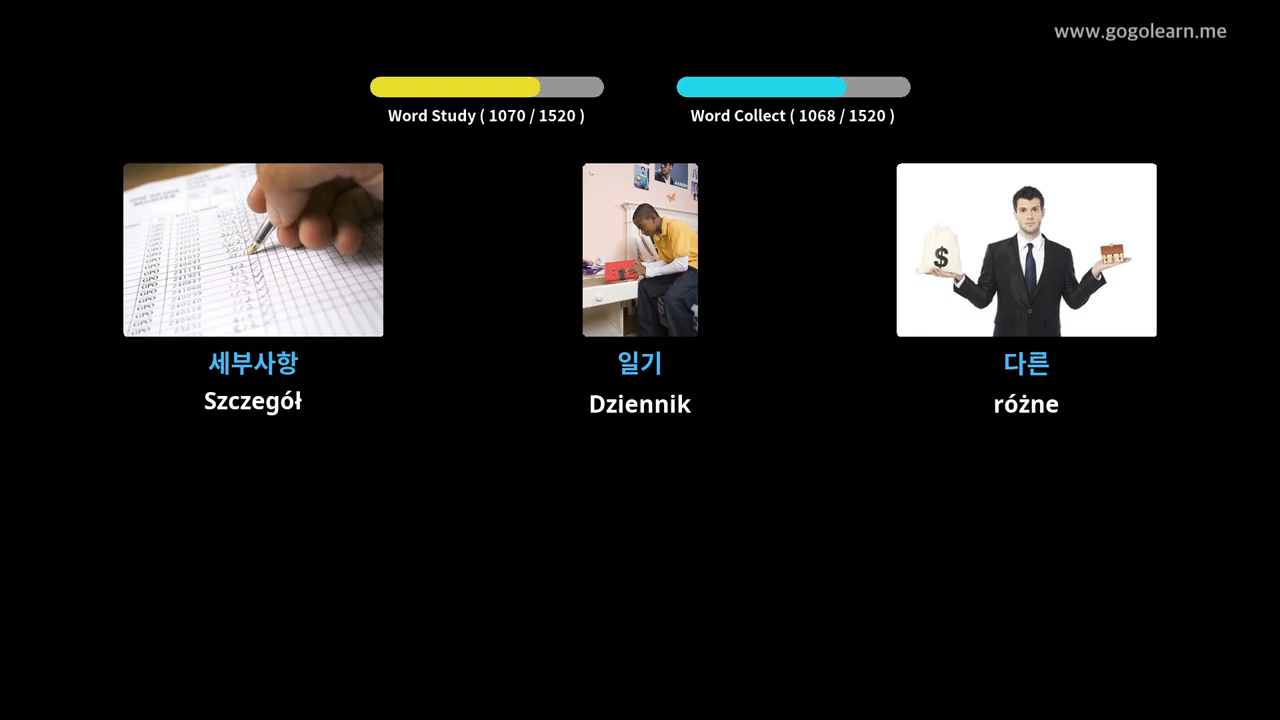 www.gogolearn.me
Word Study ( 1070 / 1520 )
Word Collect ( 1068 / 1520 )
세부사항
Szczegół
일기
Dziennik
다른
różne